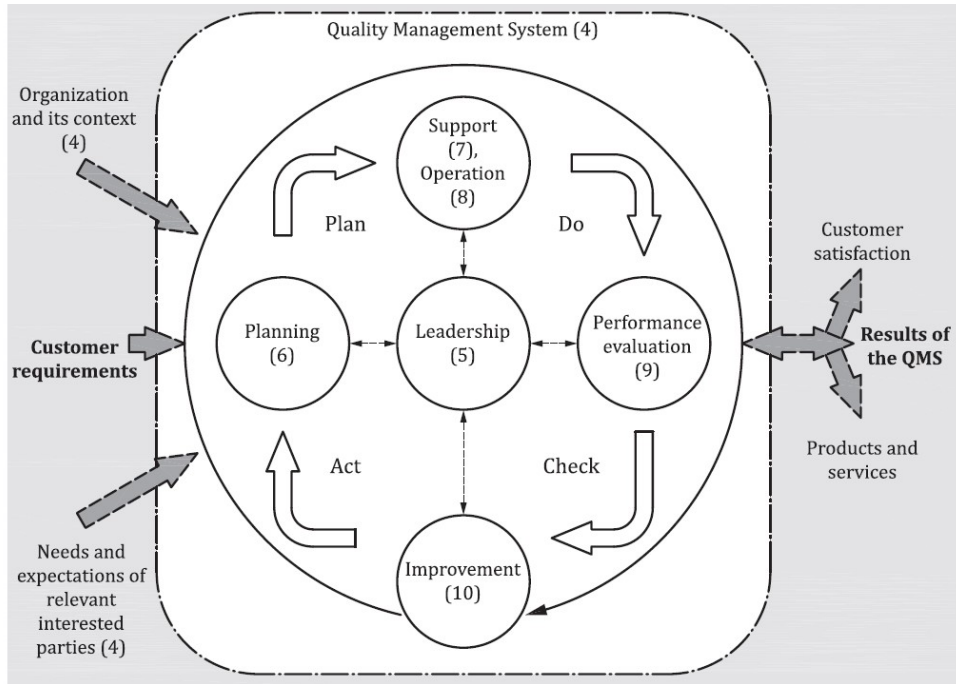 Quality Management System (4)
Organization
and its context
(4)
Support
(7),
Operation
(8)
Plan
Do
Customer
satisfaction
Planning
(6)
Leadership
(5)
Performance
evaluation
(9)
Customer
requirements
Results of
the QMS
Act
Check
Products and
services
Needs and
expectations of
relevant
interested
parties (4)
Improvement
(10)